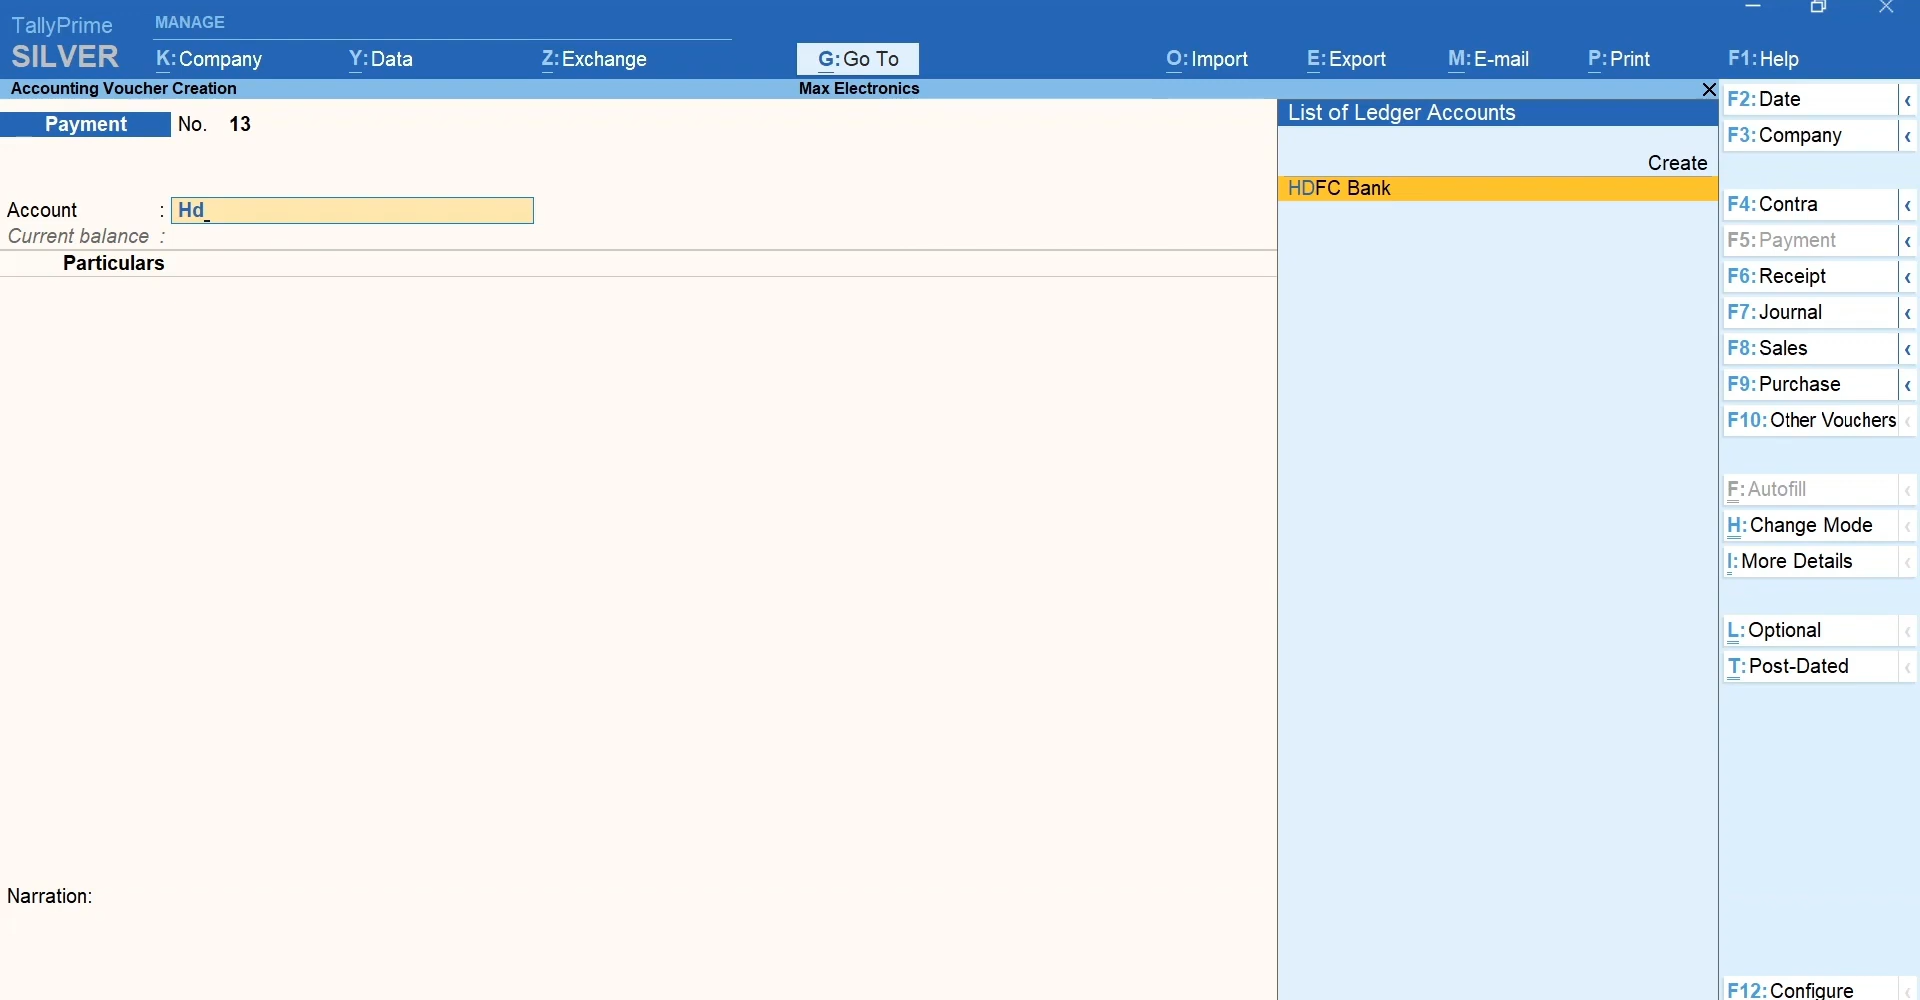 TallyPrime
SILVER
MANAGE
K: Company Y: Data Z: Exchange G: Go To O: Import E: Export M: E-mail P: Print F1: Help
Accounting Voucher Creation Max Electronics
Payment No. 13
Account : Hd
Current balance :
Particulars
Narration:
List of Ledger Accounts
Create
HDFC Bank
F2: Date
F3: Company
F4: Contra
F5: Payment
F6: Receipt
F7: Journal
F8: Sales
F9: Purchase
F10: Other Vouchers
F: Autofill
H: Change Mode
I: More Details
L: Optional
T: Post-Dated
F12: Configure